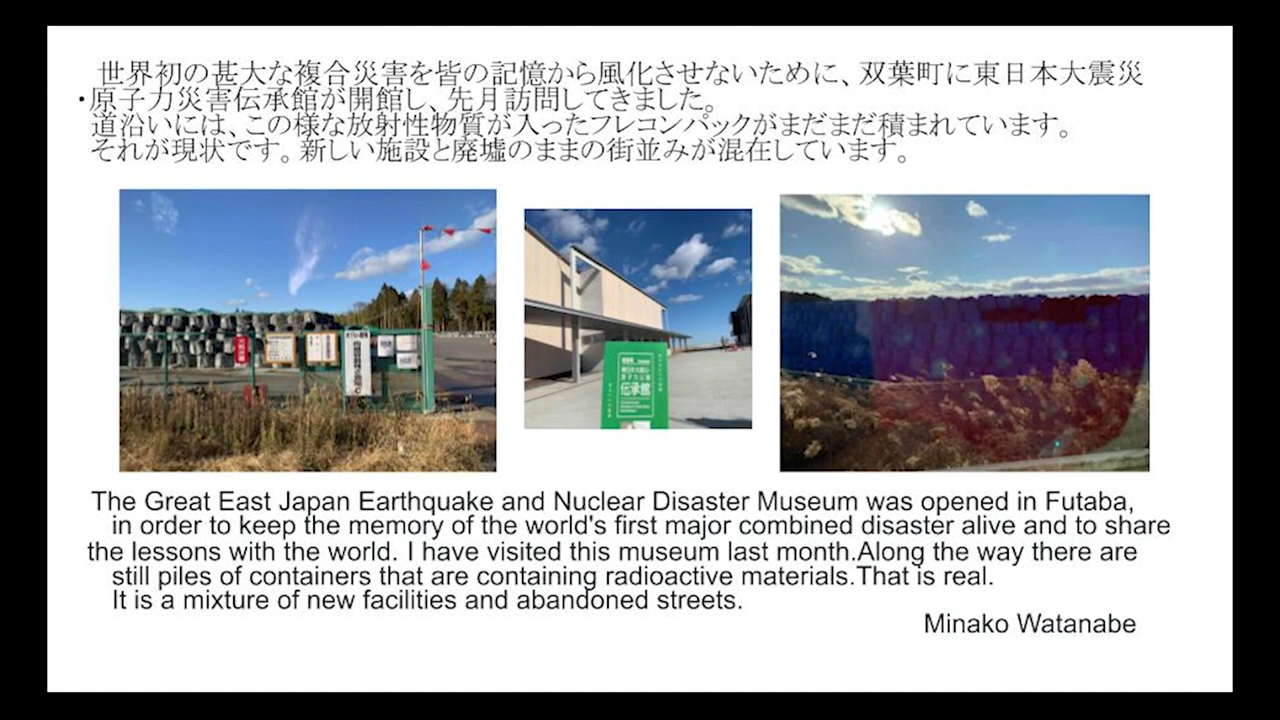 世界初の甚大な複合災害を皆の記憶から風化させないために、双葉町に東日本大震災
・原子力災害伝承館が開館し、先月訪問してきました。
道沿いには、この様な放射性物質が入ったフレコンパックがまだまだ積まれています。
それが現状です。新しい施設と廃墟のままの街並みが混在しています。
伝承館
The Great East Japan Earthquake and Nuclear Disaster Museum was opened in Futaba,
in order to keep the memory of the world's first major combined disaster alive and to share
the lessons with the world. I have visited this museum last month.Along the way there are
still piles of containers that are containing radioactive materials.That is real.
It is a mixture of new facilities and abandoned streets.
Minako Watanabe